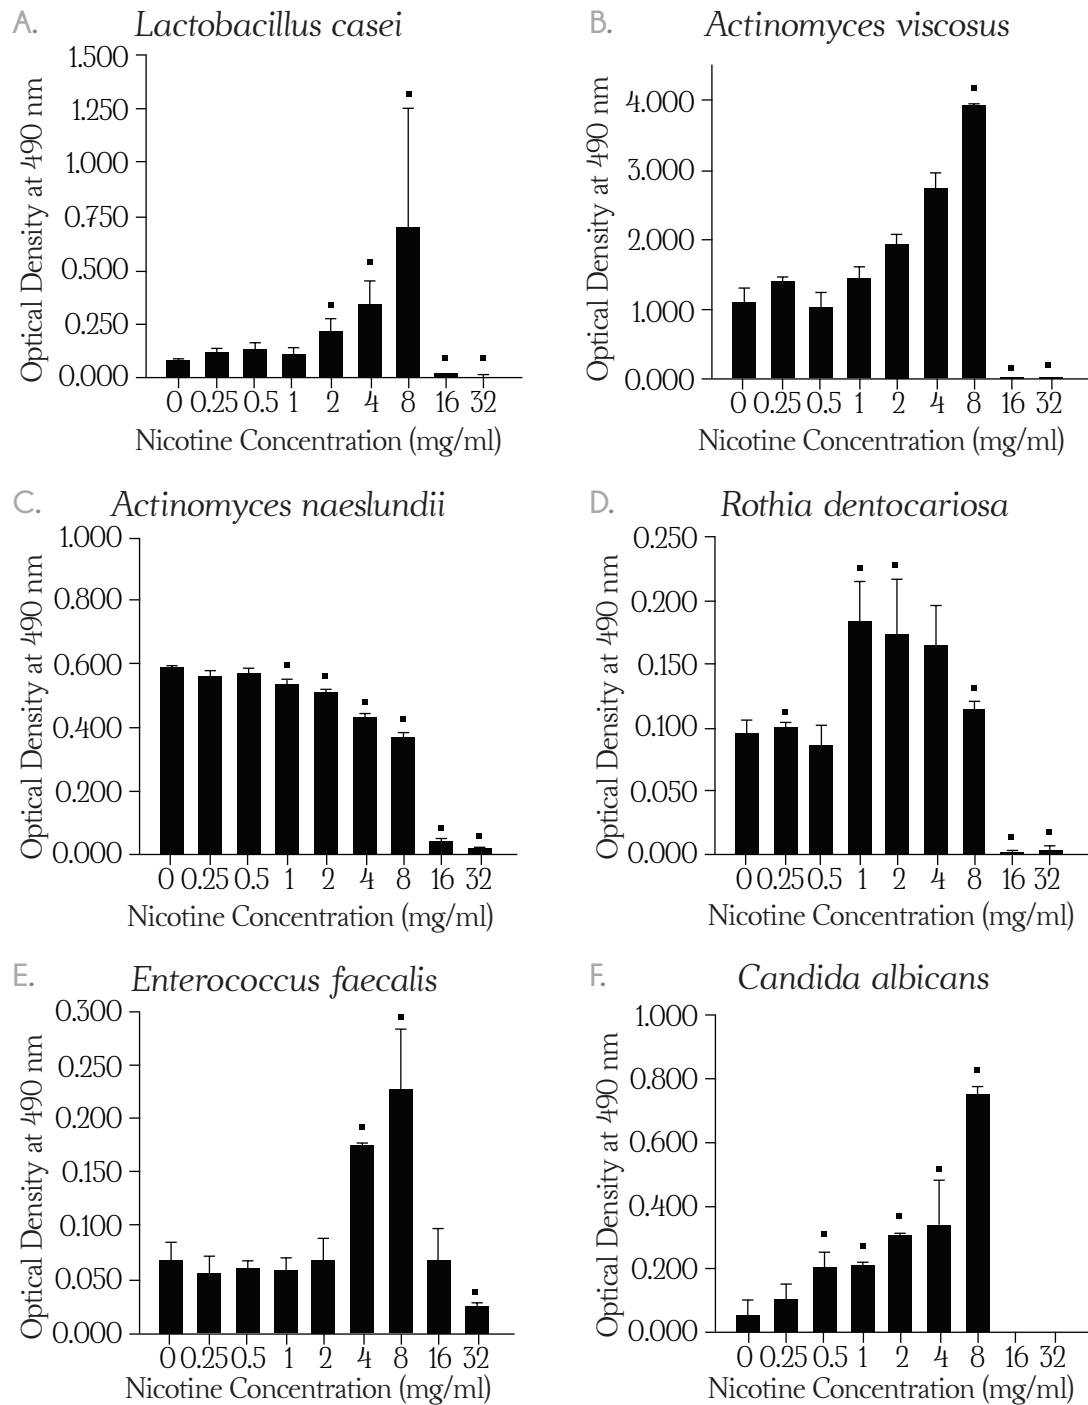 A. Lactobacillus casei
Optical Density at 490 nm
1.500
1.250
1.000
0.750
0.500
0.250
0.000
0 0.25 0.5 1 2 4 8 16 32
Nicotine Concentration (mg/ml)
B. Actinomyces viscosus
Optical Density at 490 nm
4.000
3.000
2.000
1.000
0.000
0 0.25 0.5 1 2 4 8 16 32
Nicotine Concentration (mg/ml)
C. Actinomyces naeslundii
Optical Density at 490 nm
1.000
0.800
0.600
0.400
0.200
0.000
0 0.25 0.5 1 2 4 8 16 32
Nicotine Concentration (mg/ml)
D. Rothia dentocariosa
Optical Density at 490 nm
0.250
0.200
0.150
0.100
0.050
0.000
0 0.25 0.5 1 2 4 8 16 32
Nicotine Concentration (mg/ml)
E. Enterococcus faecalis
Optical Density at 490 nm
0.300
0.250
0.200
0.150
0.100
0.050
0.000
0 0.25 0.5 1 2 4 8 16 32
Nicotine Concentration (mg/ml)
F. Candida albicans
Optical Density at 490 nm
1.000
0.800
0.600
0.400
0.200
0.000
0 0.25 0.5 1 2 4 8 16 32
Nicotine Concentration (mg/ml)